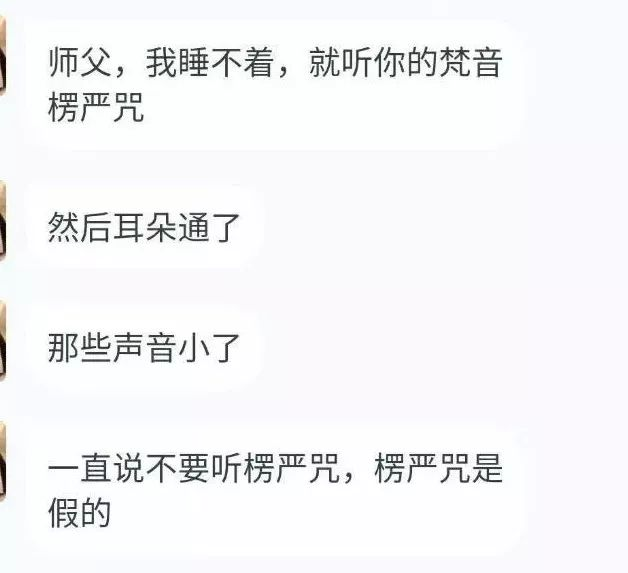 师父，我睡不着，就听你的梵音
楞严咒
然后耳朵通了
那些声音小了
一直说不要听楞严咒，楞严咒是
假的